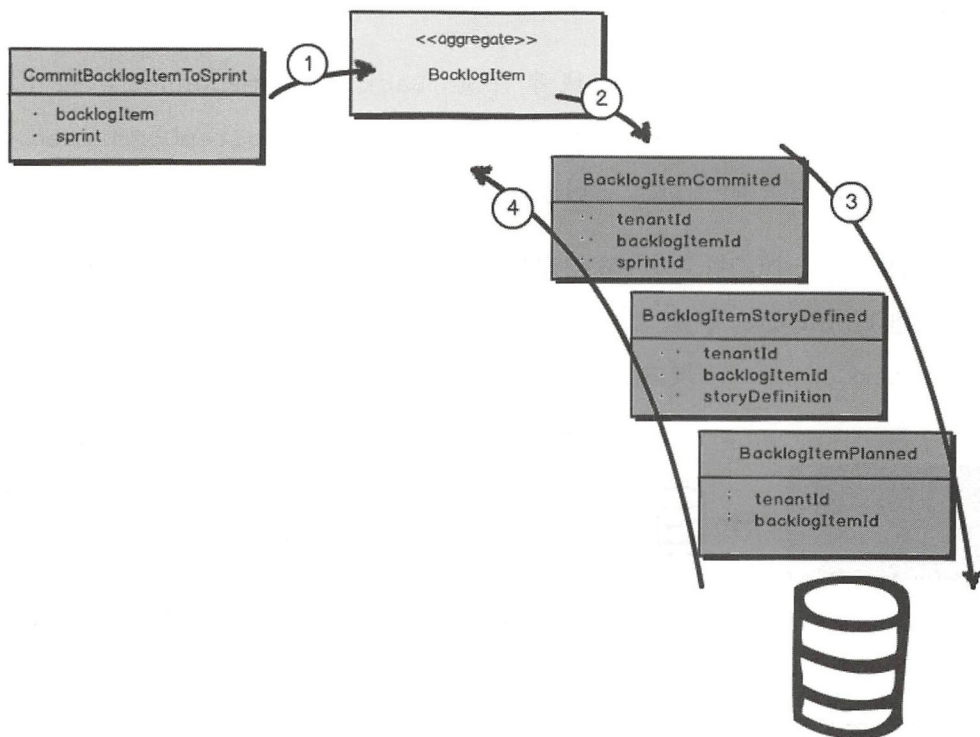 CommitBacklogItemToSprint
· backlogItem
· sprint
1
<<aggregate>>
BacklogItem
2
BacklogItemCommited
· tenantId
· backlogItemId
· sprintId
3
4
BacklogItemStoryDefined
· tenantId
· backlogItemId
· storyDefinition
BacklogItemPlanned
· tenantId
· backlogItemId